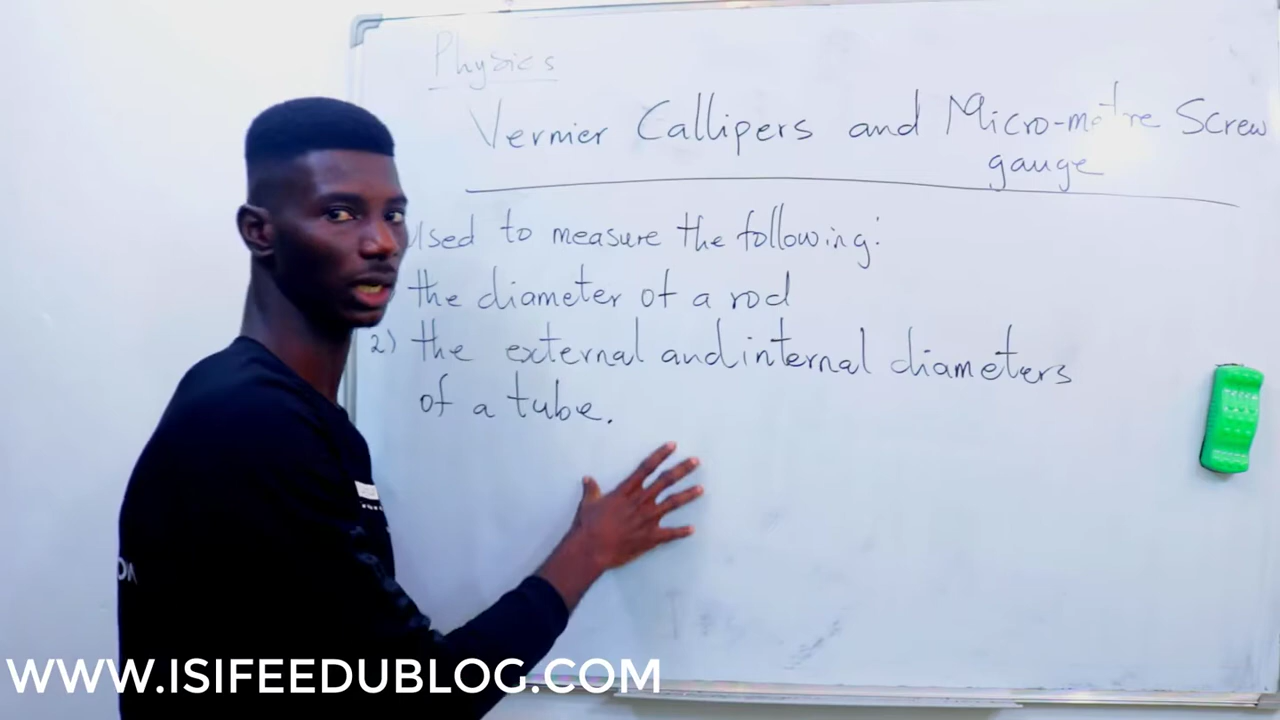 Physics
Vernier Callipers and Micro-metre Screw
gauge
Used to measure the following:
the diameter of a rod
2) the external and internal diameters
of a tube.
WWW.ISIFEEDUBLOG.COM